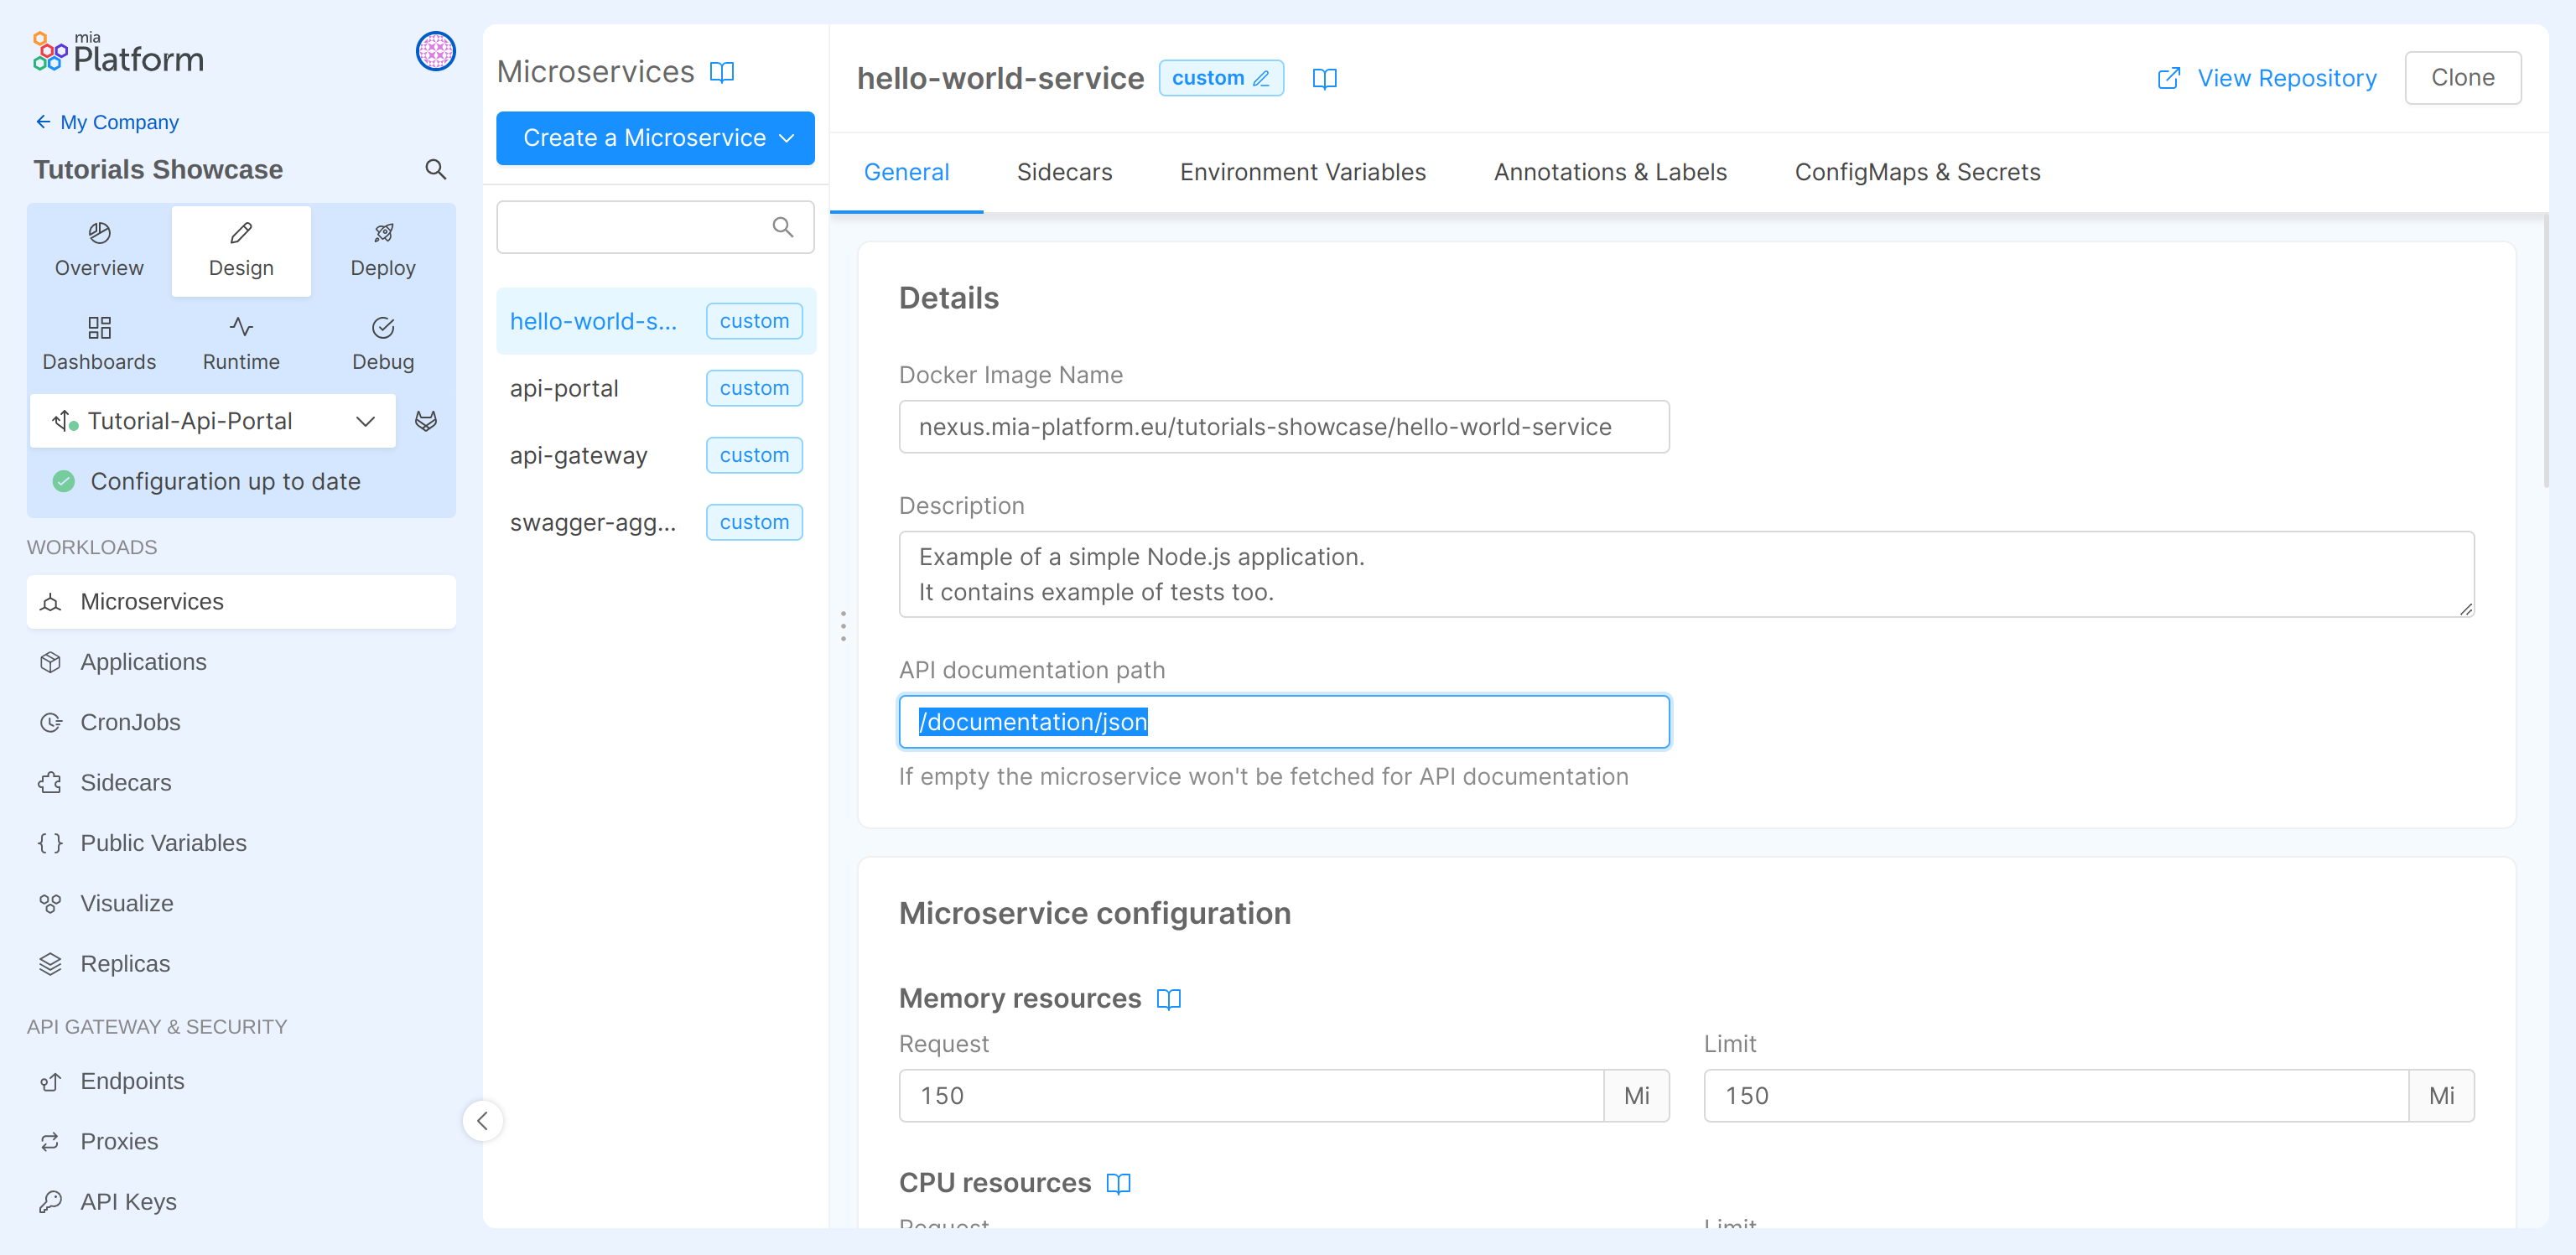 mia
Platform
My Company
Tutorials Showcase
Overview
Design
Deploy
Dashboards
Runtime
Debug
Tutorial-Api-Portal
Configuration up to date
WORKLOADS
Microservices
Applications
CronJobs
Sidecars
Public Variables
Visualize
Replicas
API GATEWAY & SECURITY
Endpoints
Proxies
API Keys
Microservices
Create a Microservice
hello-world-s... custom
api-portal custom
api-gateway custom
swagger-agg... custom
hello-world-service custom
View Repository
Clone
General Sidecars Environment Variables Annotations & Labels ConfigMaps & Secrets
Details
Docker Image Name
nexus.mia-platform.eu/tutorials-showcase/hello-world-service
Description
Example of a simple Node.js application.
It contains example of tests too.
API documentation path
/documentation/json
If empty the microservice won't be fetched for API documentation
Microservice configuration
Memory resources
Request Limit
150 Mi 150 Mi
CPU resources
Request Limit